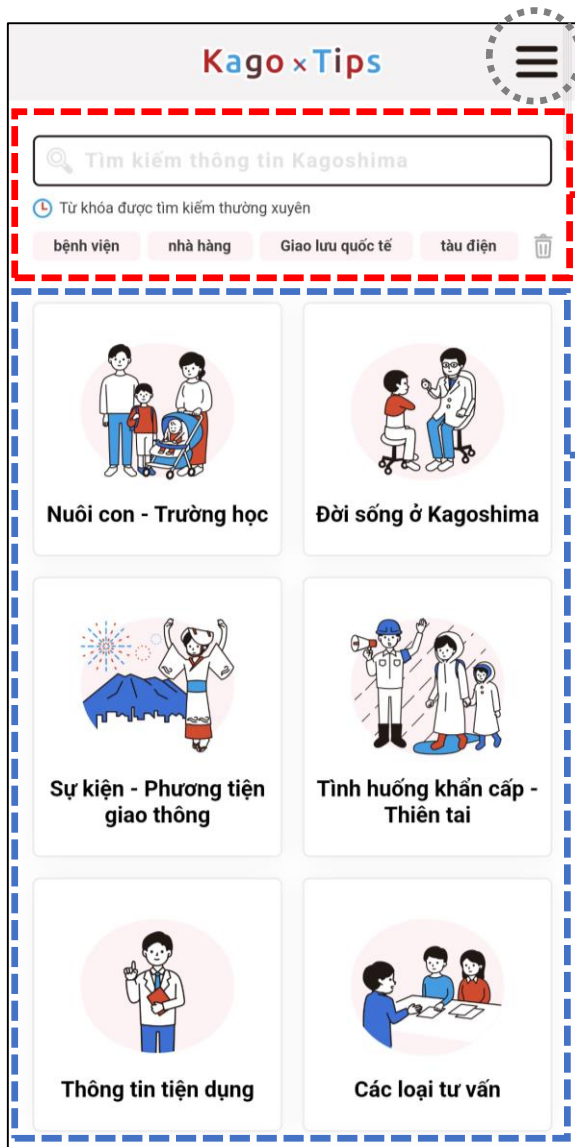 Kago×Tips
Tìm kiếm thông tin Kagoshima
Từ khóa được tìm kiếm thường xuyên
bệnh viện nhà hàng Giao lưu quốc tế tàu điện
Nuôi con - Trường học
Đời sống ở Kagoshima
Sự kiện - Phương tiện
giao thông
Tình huống khẩn cấp -
Thiên tai
Thông tin tiện dụng
Các loại tư vấn